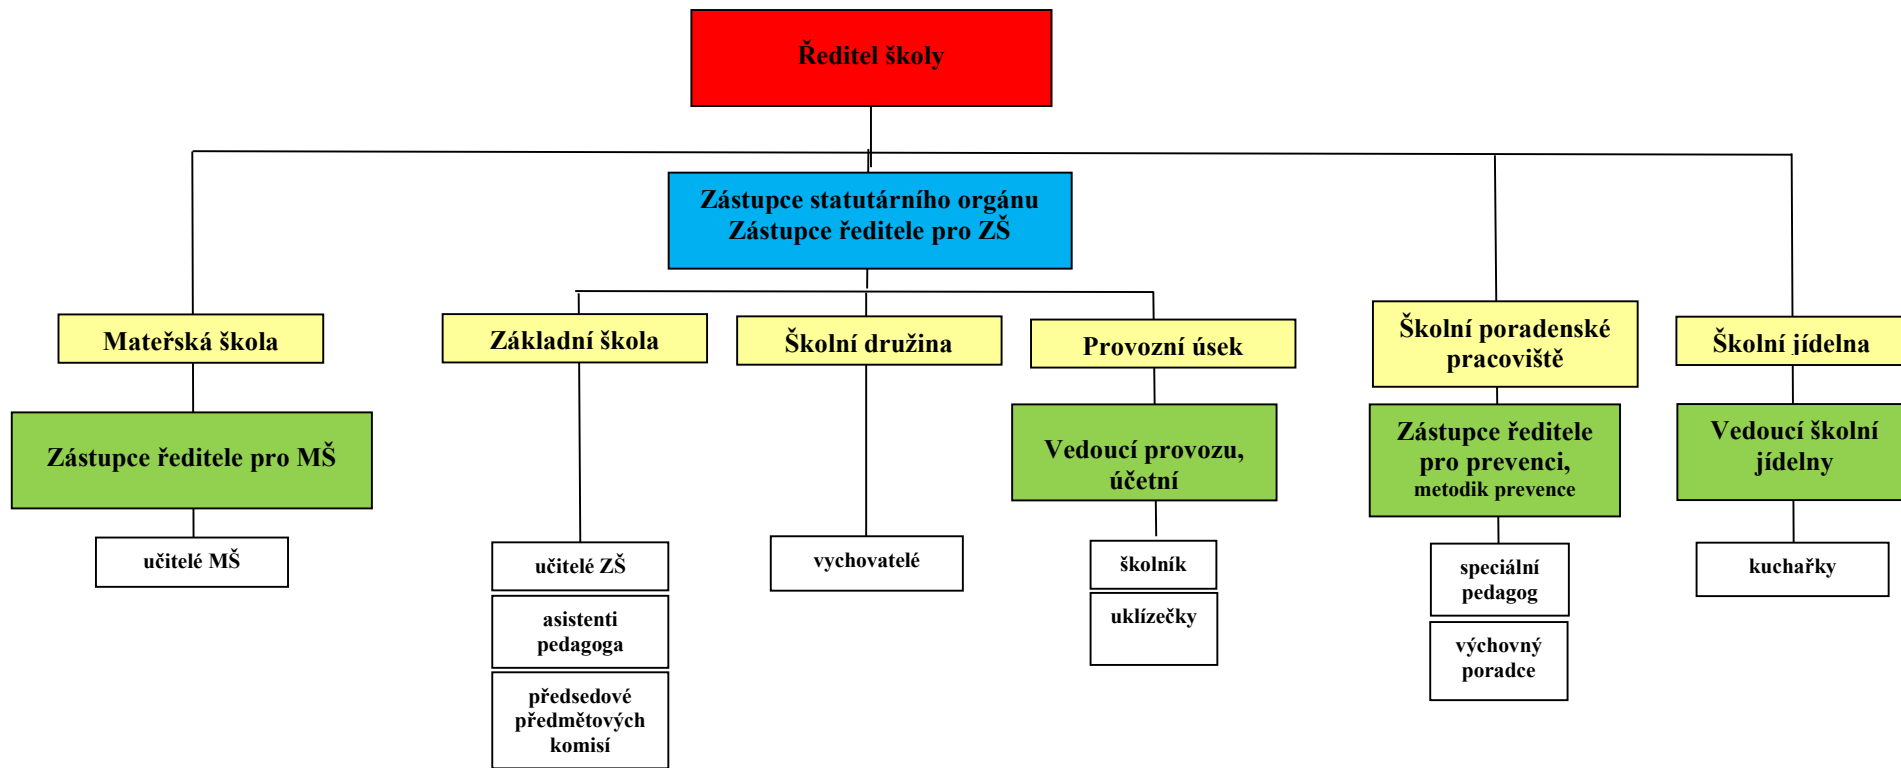 Ředitel školy
Zástupce statutárního orgánu
Zástupce ředitele pro ZŠ
Mateřská škola
Základní škola
Školní družina
Provozní úsek
Školní poradenské
pracoviště
Školní jídelna
Zástupce ředitele pro MŠ
Vedoucí provozu,
účetní
Zástupce ředitele
pro prevenci,
metodik prevence
Vedoucí školní
jídelny
učitelé MŠ
učitelé ZŠ
asistenti
pedagoga
předsedové
předmětových
komisí
vychovatelé
školník
uklízečky
speciální
pedagog
výchovný
poradce
kuchařky